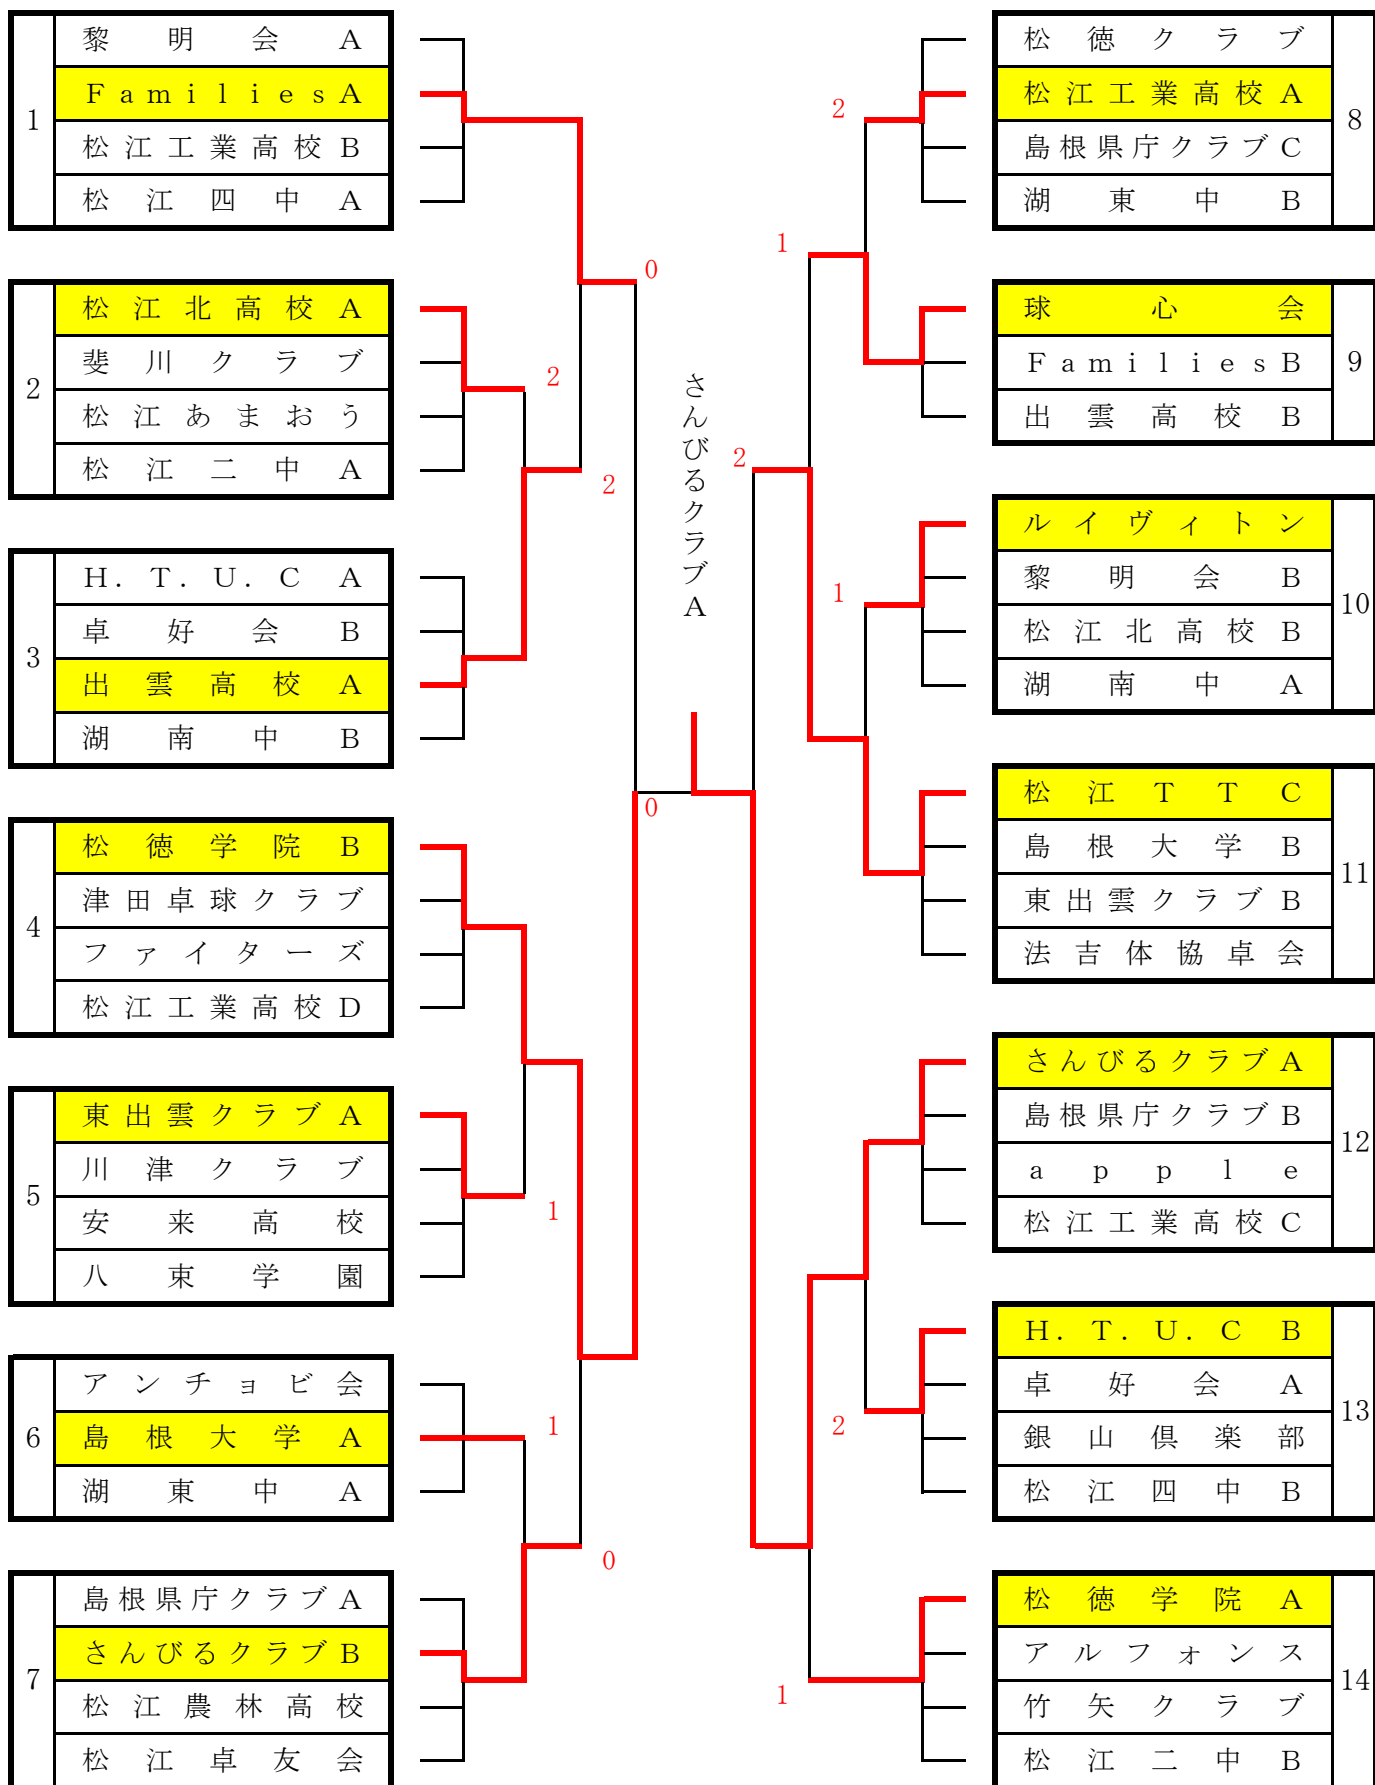 1
黎明会A
FamiliesA
松江工業高校B
松江四中A
2
松江北高校A
斐川クラブ
松江あまおう
松江二中A
3
H.T.U.C A
卓好会B
出雲高校A
湖南中B
4
松徳学院B
津田卓球クラブ
ファイターズ
松江工業高校D
5
東出雲クラブA
川津クラブ
安来高校
八束学園
6
アンチョビ会
島根大学A
湖東中A
7
島根県庁クラブA
さんびるクラブB
松江農林高校
松江卓友会
0
2
2
0
1
1
0
さんびるクラブA
2
1
2
1
2
1
8
松徳クラブ
松江工業高校A
島根県庁クラブC
湖東中B
9
球心会
FamiliesB
出雲高校B
10
ルイヴィトン
黎明会B
松江北高校B
湖南中A
11
松江TTC
島根大学B
東出雲クラブB
法吉体協卓会
12
さんびるクラブA
島根県庁クラブB
apple
松江工業高校C
13
H.T.U.C B
卓好会A
銀山倶楽部
松江四中B
14
松徳学院A
アルフォンス
竹矢クラブ
松江二中B